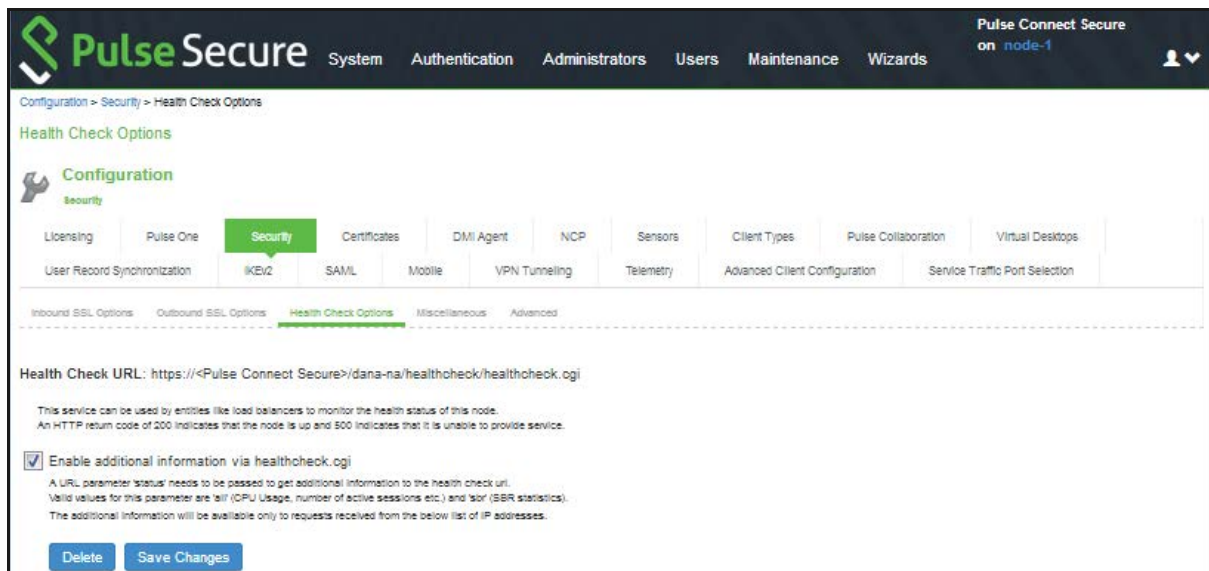 Pulse Connect Secure
on node-1
Pulse Secure System Authentication Administrators Users Maintenance Wizards
Configuration > Security > Health Check Options
Health Check Options
Configuration
Security
Licensing Pulse One Security Certificates DMI Agent NCP Sensors Client Types Pulse Collaboration Virtual Desktops
User Record Synchronization IKEv2 SAML Mobile VPN Tunneling Telemetry Advanced Client Configuration Service Traffic Port Selection
Inbound SSL Options Outbound SSL Options Health Check Options Miscellaneous Advanced
Health Check URL: https://<Pulse Connect Secure>/dana-na/healthcheck/healthcheck.cgi
This service can be used by entities like load balancers to monitor the health status of this node.
An HTTP return code of 200 indicates that the node is up and 500 indicates that it is unable to provide service.
Enable additional information via healthcheck.cgi
A URL parameter 'status' needs to be passed to get additional information to the health check url.
Valid values for this parameter are 'all' (CPU Usage, number of active sessions etc.) and 'sbr' (SBR statistics).
The additional information will be available only to requests received from the below list of IP addresses.
Delete Save Changes